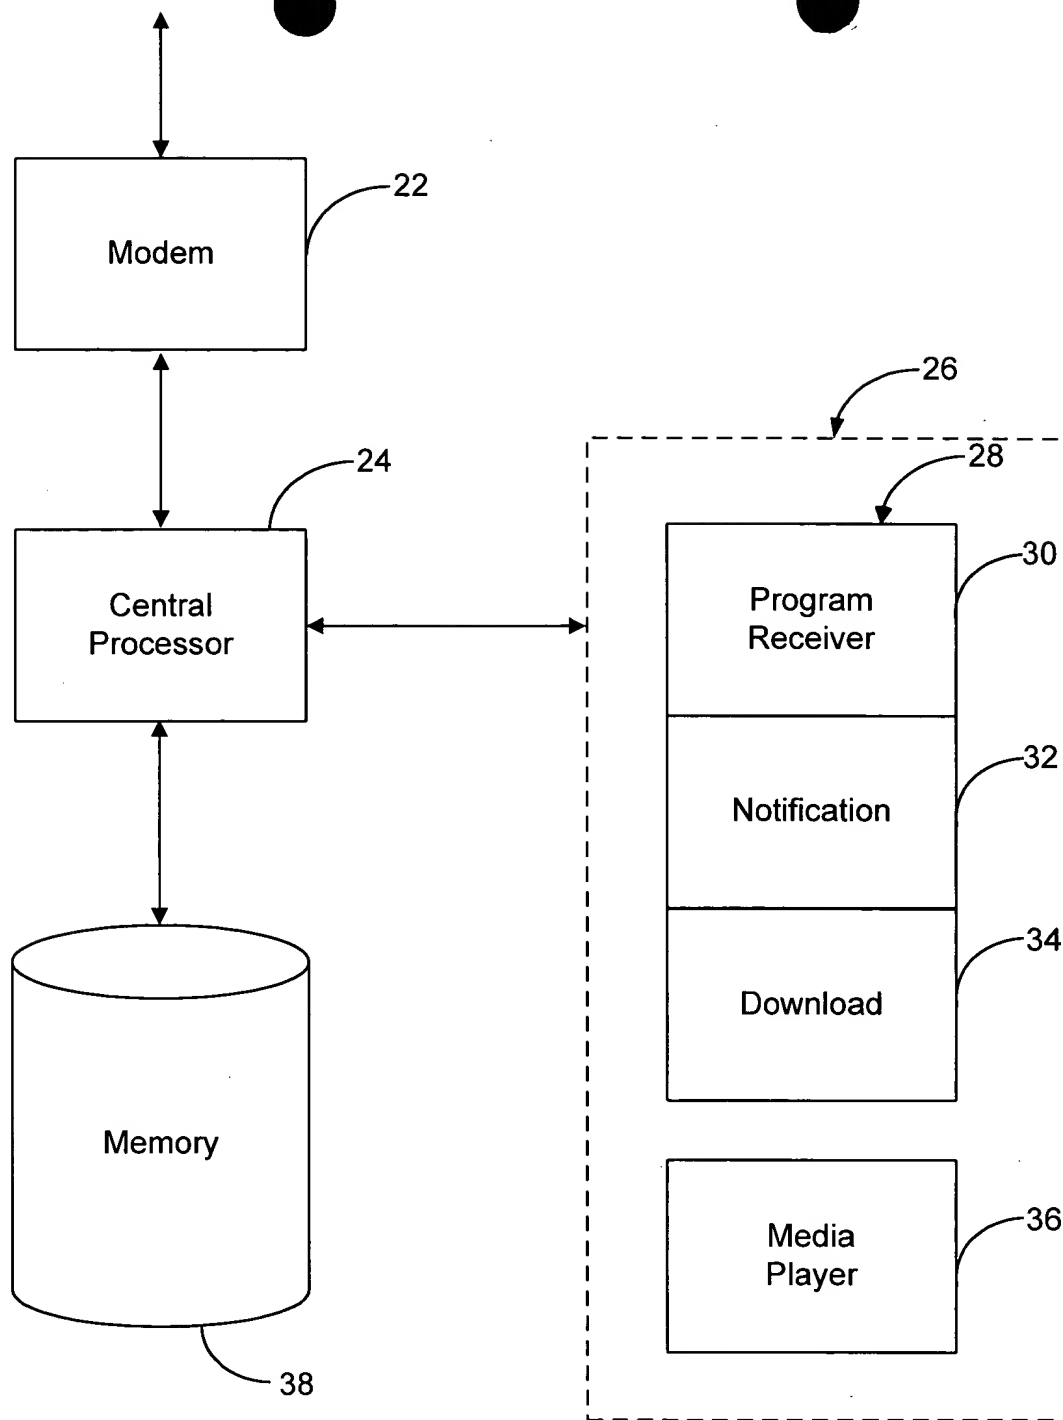 22
Modem
26
24
28
Central
Processor
30
Program
Receiver
32
Notification
34
Download
Memory
36
Media
Player
38